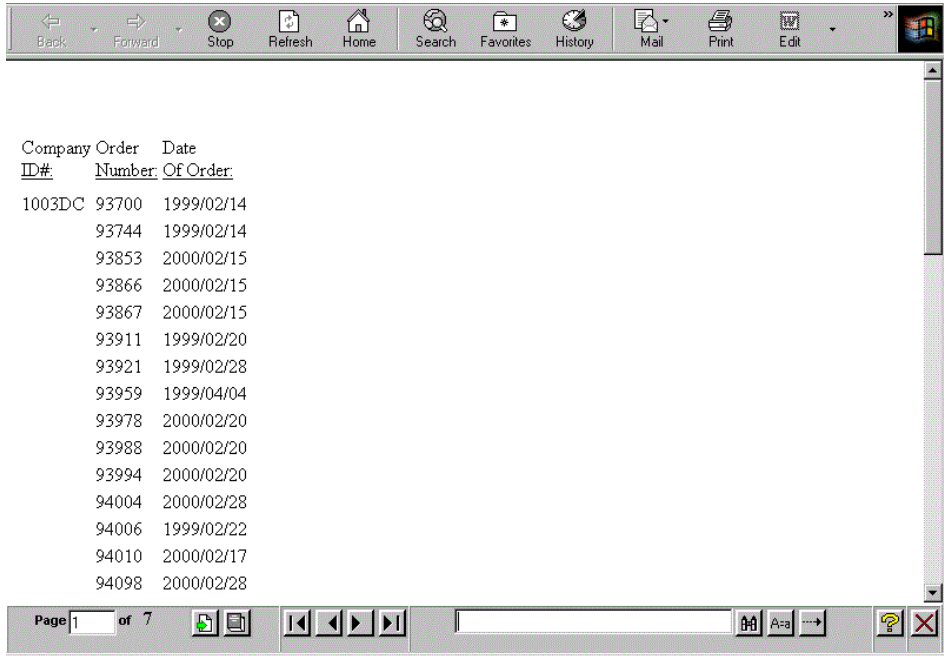 Back Forward Stop Refresh Home Search Favorites History Mail Print Edit »
Company Order Date
ID#: Number: Of Order:
1003DC 93700 1999/02/14
93744 1999/02/14
93853 2000/02/15
93866 2000/02/15
93867 2000/02/15
93911 1999/02/20
93921 1999/02/28
93959 1999/04/04
93978 2000/02/20
93988 2000/02/20
93994 2000/02/20
94004 2000/02/28
94006 1999/02/22
94010 2000/02/17
94098 2000/02/28
Page 1 of 7 A=a ?